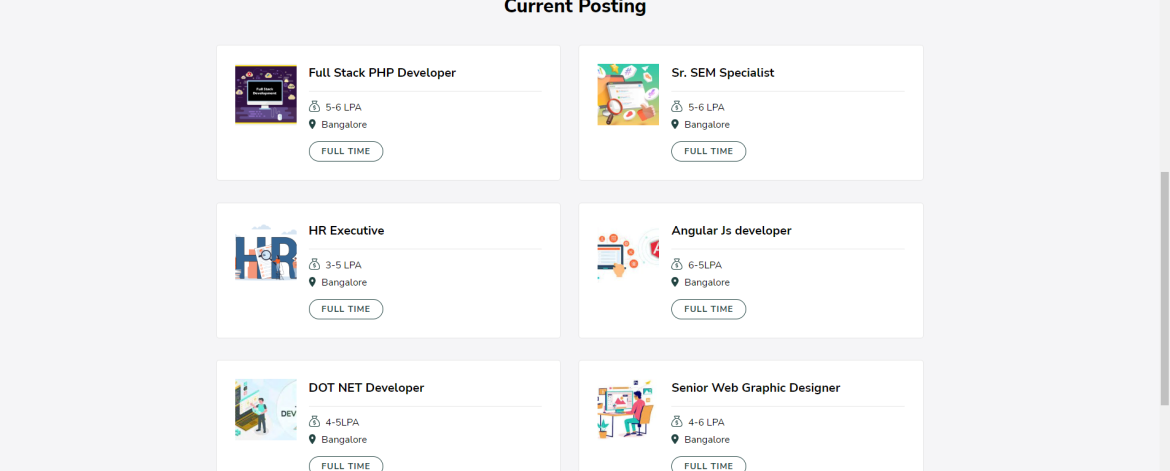 Current Posting
Full Stack PHP Developer
Full Stack
Development
5-6 LPA
Bangalore
FULL TIME
Sr. SEM Specialist
5-6 LPA
Bangalore
FULL TIME
HR Executive
HR
3-5 LPA
Bangalore
FULL TIME
Angular Js developer
6-5LPA
Bangalore
FULL TIME
DOT NET Developer
DEV
4-5LPA
Bangalore
FULL TIME
Senior Web Graphic Designer
4-6 LPA
Bangalore
FULL TIME